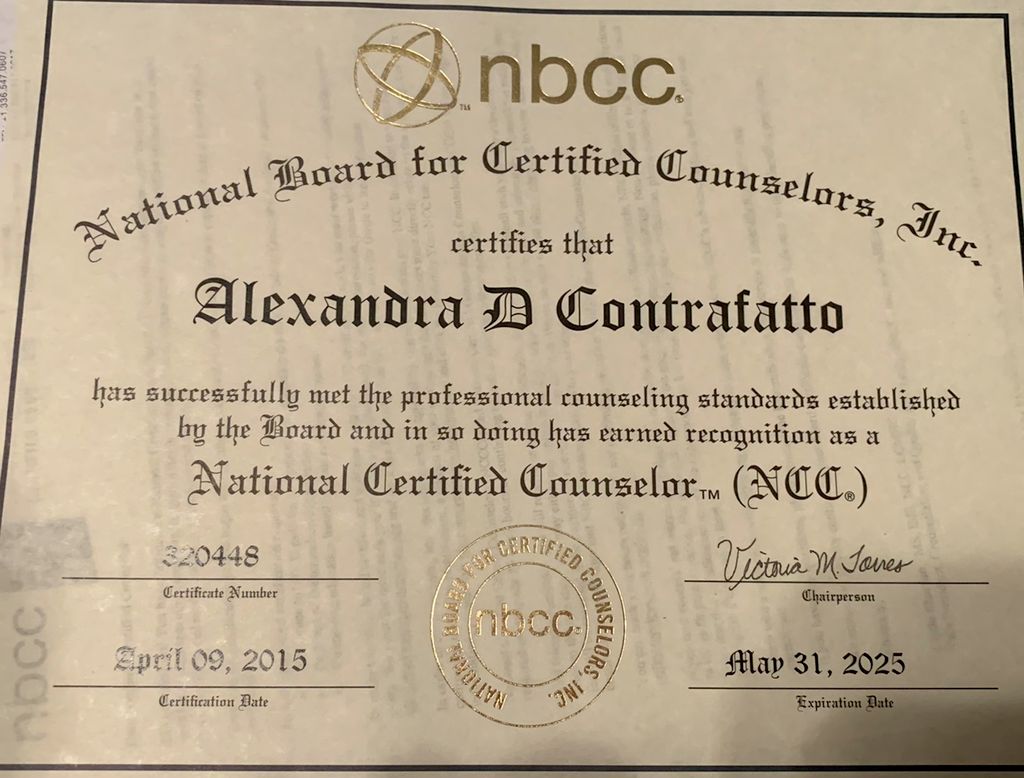 nbcc®
TM
National Board for Certified Counselors, Inc.
certifies that
Alexandra D Contrafatto
has successfully met the professional counseling standards established
by the Board and in so doing has earned recognition as a
National Certified Counselor™ (NCC®)
320448
Certificate Number
Victoria M. Torres
Chairperson
NATIONAL BOARD FOR CERTIFIED COUNSELORS, INC.
nbcc®
April 09, 2015
Certification Date
May 31, 2025
Expiration Date
nbcc